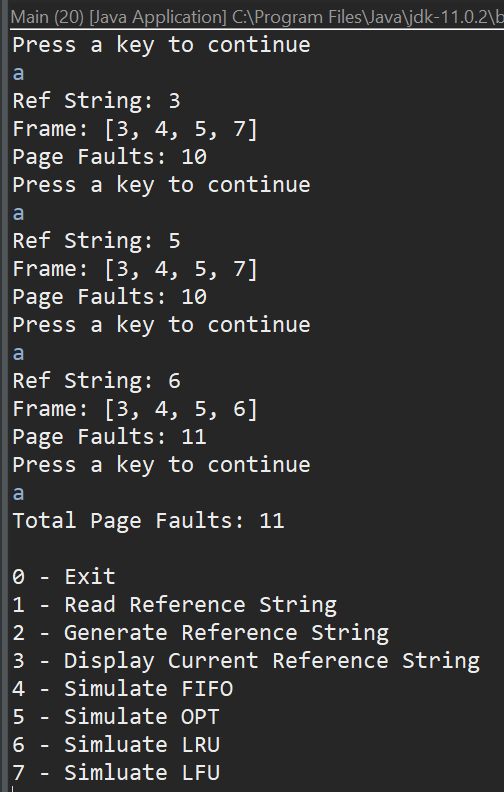 Main (20) [Java Application] C:\Program Files\Java\jdk-11.0.2\b
Press a key to continue
a
Ref String: 3
Frame: [3, 4, 5, 7]
Page Faults: 10
Press a key to continue
a
Ref String: 5
Frame: [3, 4, 5, 7]
Page Faults: 10
Press a key to continue
a
Ref String: 6
Frame: [3, 4, 5, 6]
Page Faults: 11
Press a key to continue
a
Total Page Faults: 11
0 - Exit
1 - Read Reference String
2 - Generate Reference String
3 - Display Current Reference String
4 - Simulate FIFO
5 - Simulate OPT
6 - Simluate LRU
7 - Simluate LFU